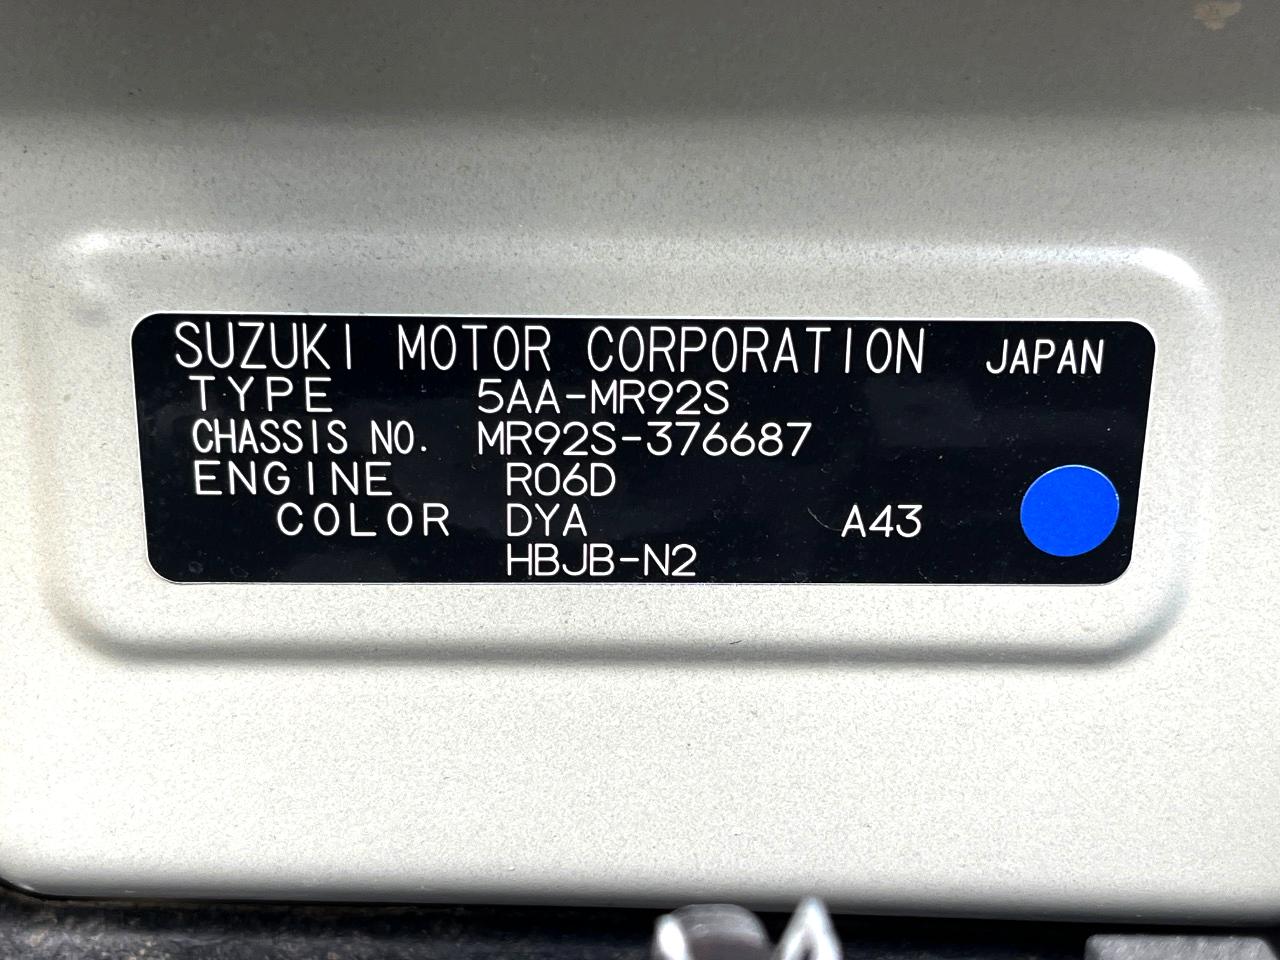 SUZUKI MOTOR CORPORATION JAPAN
TYPE 5AA-MR92S
CHASSIS NO. MR92S-376687
ENGINE R06D
COLOR DYA A43
HBJB-N2